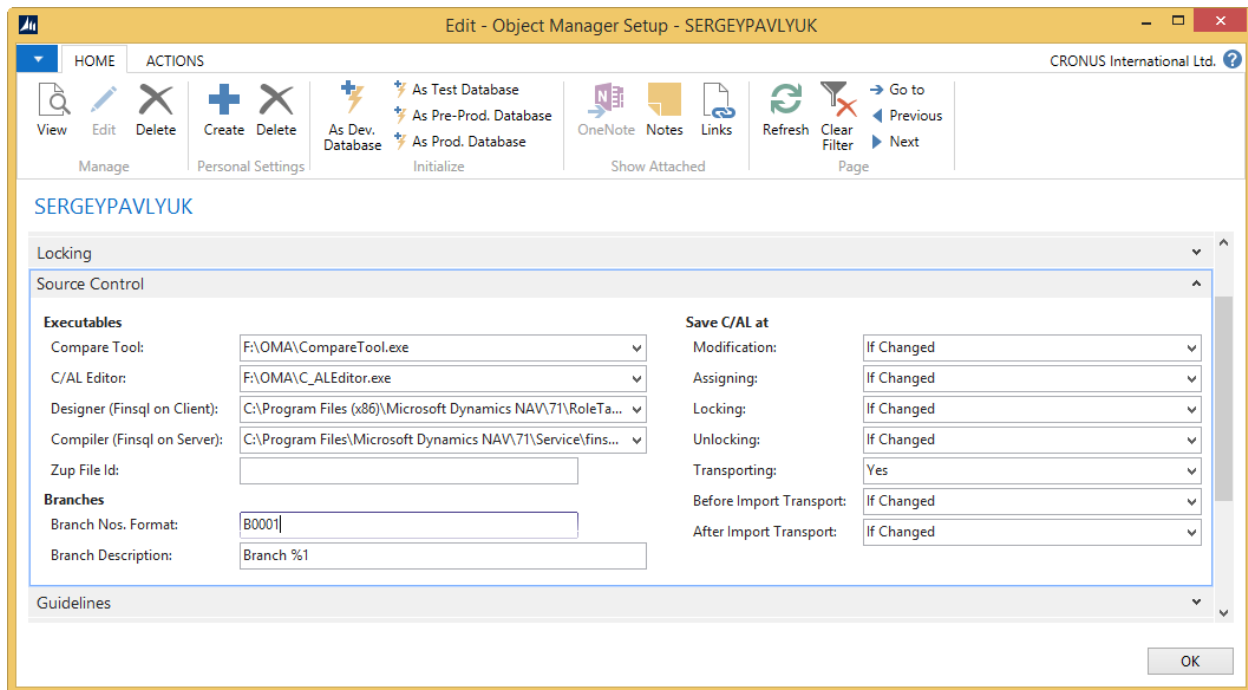 Edit - Object Manager Setup - SERGEYPAVLYUK
HOME ACTIONS CRONUS International Ltd.
View Edit Delete
Manage
Create Delete
Personal Settings
As Dev. Database
As Test Database
As Pre-Prod. Database
As Prod. Database
Initialize
OneNote Notes Links
Show Attached
Refresh Clear Filter
Go to
Previous
Next
Page
SERGEYPAVLYUK
Locking
Source Control
Executables
Compare Tool: F:\OMA\CompareTool.exe
C/AL Editor: F:\OMA\C_ALEditor.exe
Designer (Finsql on Client): C:\Program Files (x86)\Microsoft Dynamics NAV\71\RoleTa...
Compiler (Finsql on Server): C:\Program Files\Microsoft Dynamics NAV\71\Service\fins...
Zup File Id:
Branches
Branch Nos. Format: B0001
Branch Description: Branch %1
Save C/AL at
Modification: If Changed
Assigning: If Changed
Locking: If Changed
Unlocking: If Changed
Transporting: Yes
Before Import Transport: If Changed
After Import Transport: If Changed
Guidelines
OK